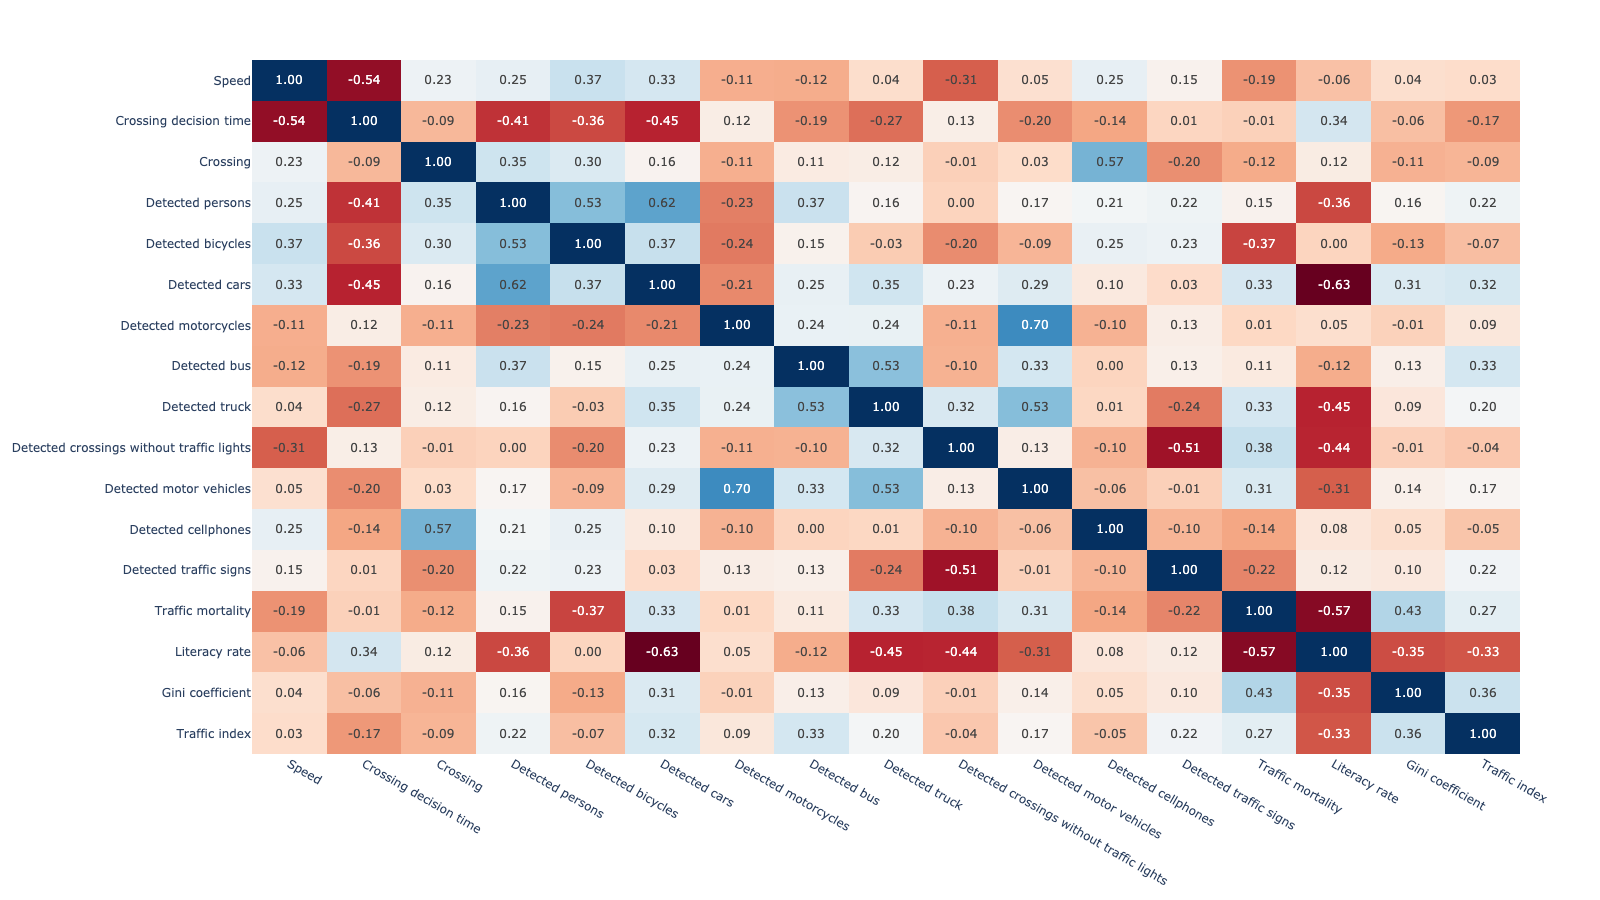 Speed 1.00 -0.54 0.23 0.25 0.37 0.33 -0.11 -0.12 0.04 -0.31 0.05 0.25 0.15 -0.19 -0.06 0.04 0.03
Crossing decision time -0.54 1.00 -0.09 -0.41 -0.36 -0.45 0.12 -0.19 -0.27 0.13 -0.20 -0.14 0.01 -0.01 0.34 -0.06 -0.17
Crossing 0.23 -0.09 1.00 0.35 0.30 0.16 -0.11 0.11 0.12 -0.01 0.03 0.57 -0.20 -0.12 0.12 -0.11 -0.09
Detected persons 0.25 -0.41 0.35 1.00 0.53 0.62 -0.23 0.37 0.16 0.00 0.17 0.21 0.22 0.15 -0.36 0.16 0.22
Detected bicycles 0.37 -0.36 0.30 0.53 1.00 0.37 -0.24 0.15 -0.03 -0.20 -0.09 0.25 0.23 -0.37 0.00 -0.13 -0.07
Detected cars 0.33 -0.45 0.16 0.62 0.37 1.00 -0.21 0.25 0.35 0.23 0.29 0.10 0.03 0.33 -0.63 0.31 0.32
Detected motorcycles -0.11 0.12 -0.11 -0.23 -0.24 -0.21 1.00 0.24 0.24 -0.11 0.70 -0.10 0.13 0.01 0.05 -0.01 0.09
Detected bus -0.12 -0.19 0.11 0.37 0.15 0.25 0.24 1.00 0.53 -0.10 0.33 0.00 0.13 0.11 -0.12 0.13 0.33
Detected truck 0.04 -0.27 0.12 0.16 -0.03 0.35 0.24 0.53 1.00 0.32 0.53 0.01 -0.24 0.33 -0.45 0.09 0.20
Detected crossings without traffic lights -0.31 0.13 -0.01 0.00 -0.20 0.23 -0.11 -0.10 0.32 1.00 0.13 -0.10 -0.51 0.38 -0.44 -0.01 -0.04
Detected motor vehicles 0.05 -0.20 0.03 0.17 -0.09 0.29 0.70 0.33 0.53 0.13 1.00 -0.06 -0.01 0.31 -0.31 0.14 0.17
Detected cellphones 0.25 -0.14 0.57 0.21 0.25 0.10 -0.10 0.00 0.01 -0.10 -0.06 1.00 -0.10 -0.14 0.08 0.05 -0.05
Detected traffic signs 0.15 0.01 -0.20 0.22 0.23 0.03 0.13 0.13 -0.24 -0.51 -0.01 -0.10 1.00 -0.22 0.12 0.10 0.22
Traffic mortality -0.19 -0.01 -0.12 0.15 -0.37 0.33 0.01 0.11 0.33 0.38 0.31 -0.14 -0.22 1.00 -0.57 0.43 0.27
Literacy rate -0.06 0.34 0.12 -0.36 0.00 -0.63 0.05 -0.12 -0.45 -0.44 -0.31 0.08 0.12 -0.57 1.00 -0.35 -0.33
Gini coefficient 0.04 -0.06 -0.11 0.16 -0.13 0.31 -0.01 0.13 0.09 -0.01 0.14 0.05 0.10 0.43 -0.35 1.00 0.36
Traffic index 0.03 -0.17 -0.09 0.22 -0.07 0.32 0.09 0.33 0.20 -0.04 0.17 -0.05 0.22 0.27 -0.33 0.36 1.00
Speed
Crossing decision time
Crossing
Detected persons
Detected bicycles
Detected cars
Detected motorcycles
Detected bus
Detected truck
Detected crossings without traffic lights
Detected motor vehicles
Detected cellphones
Detected traffic signs
Traffic mortality
Literacy rate
Gini coefficient
Traffic index